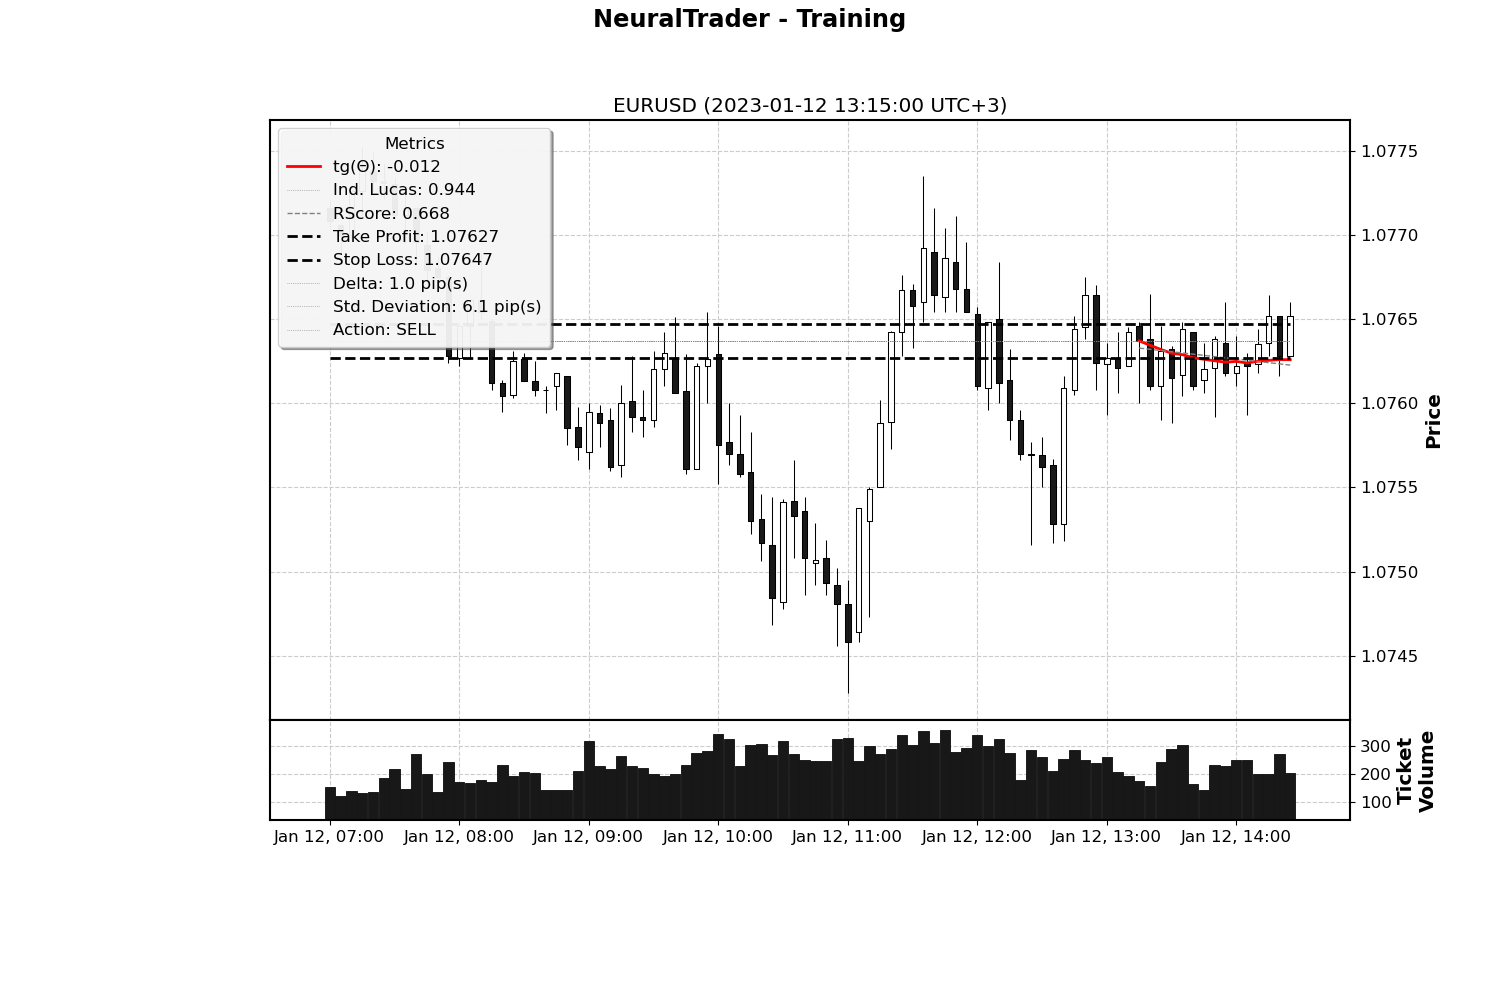 NeuralTrader - Training
EURUSD (2023-01-12 13:15:00 UTC+3)
Metrics
tg(Θ): -0.012
Ind. Lucas: 0.944
RScore: 0.668
Take Profit: 1.07627
Stop Loss: 1.07647
Delta: 1.0 pip(s)
Std. Deviation: 6.1 pip(s)
Action: SELL
1.0775
1.0770
1.0765
1.0760
1.0755
1.0750
1.0745
Price
300
200
100
Ticket
Volume
Jan 12, 07:00
Jan 12, 08:00
Jan 12, 09:00
Jan 12, 10:00
Jan 12, 11:00
Jan 12, 12:00
Jan 12, 13:00
Jan 12, 14:00